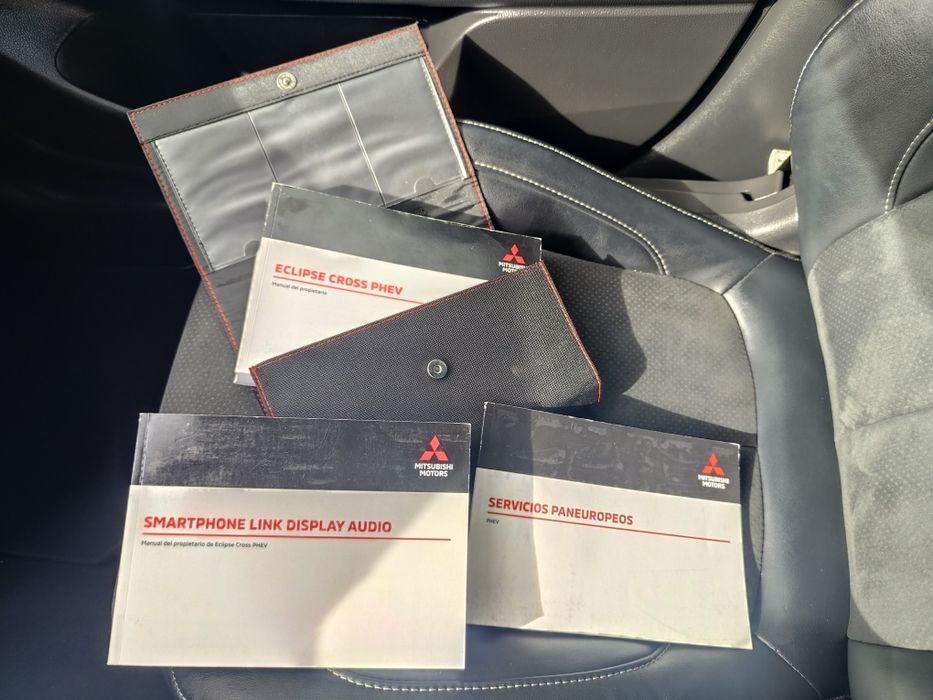 MITSUBISHI
MOTORS
ECLIPSE CROSS PHEV
Manual del propietario
MITSUBISHI
MOTORS
SMARTPHONE LINK DISPLAY AUDIO
Manual del propietario de Eclipse Cross PHEV
MITSUBISHI
MOTORS
SERVICIOS PANEUROPEOS
PHEV